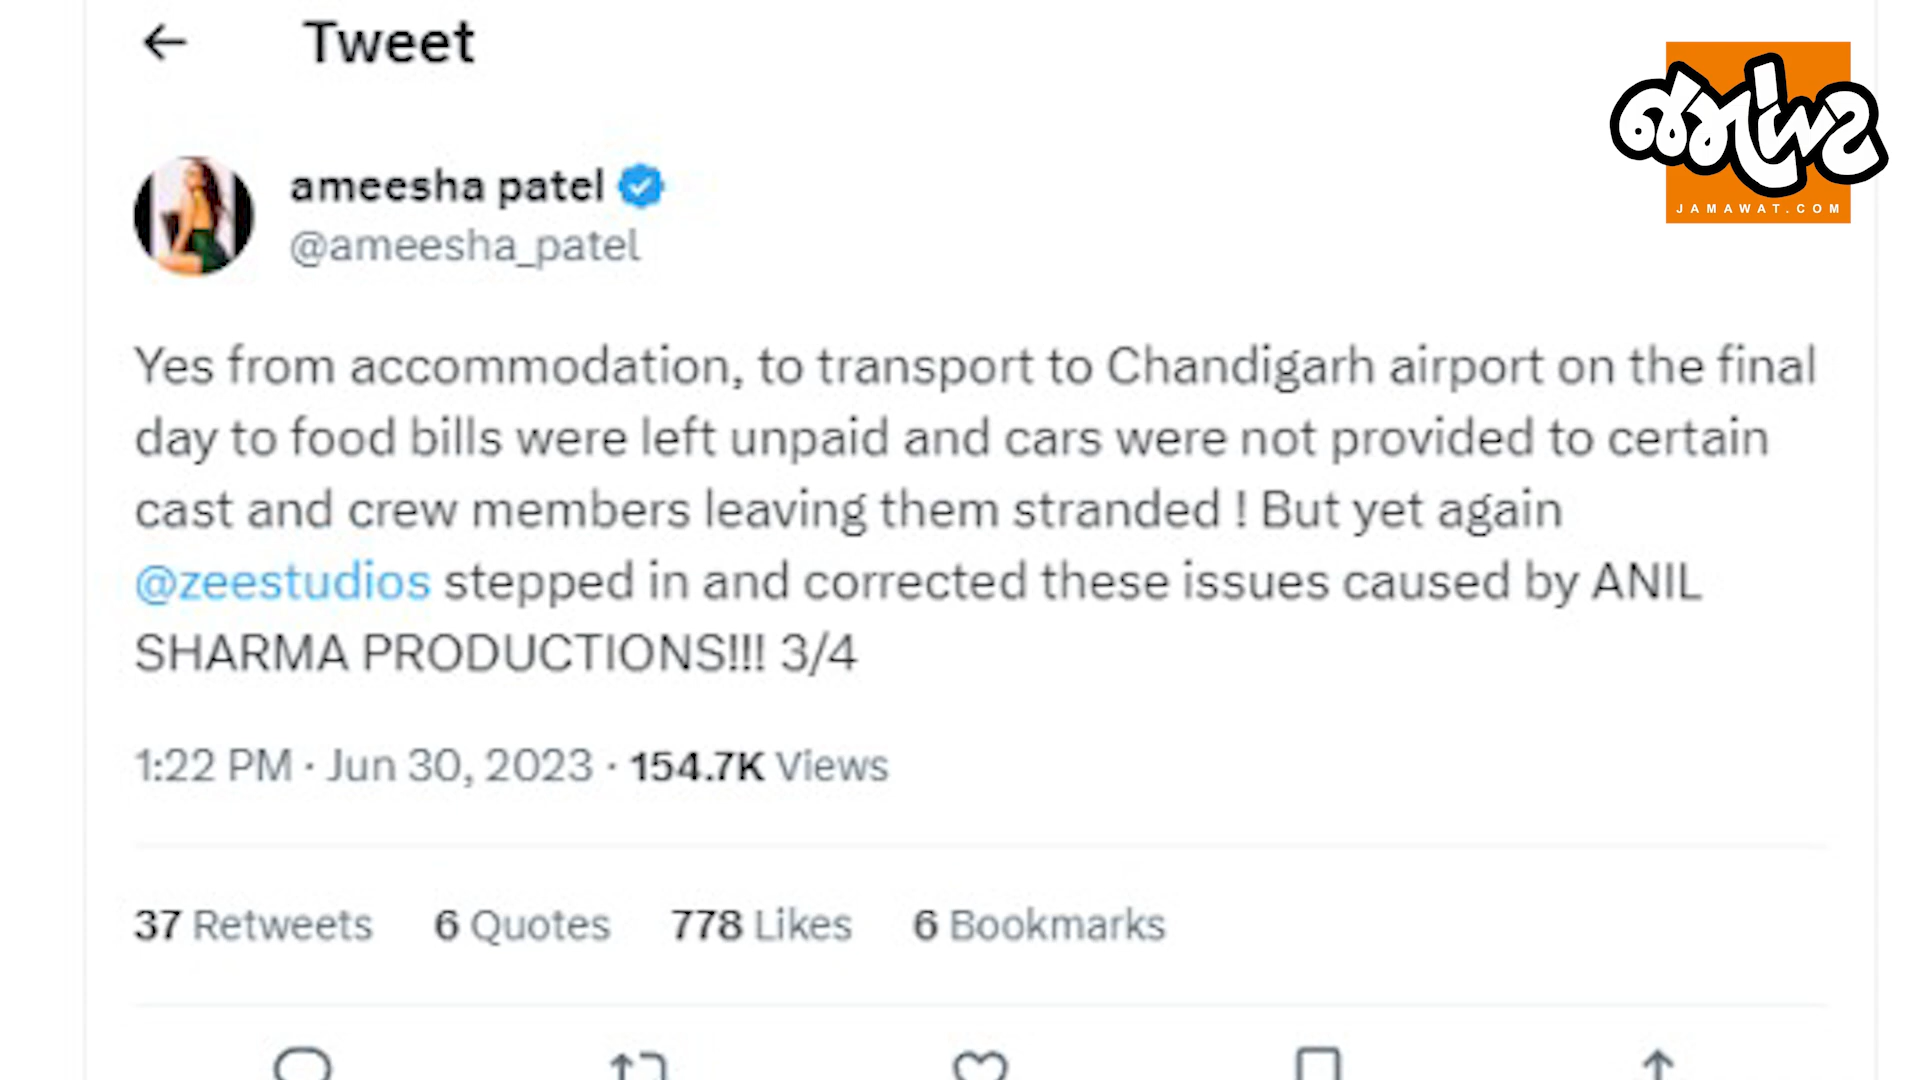 Tweet
જમાવટ
JAMAWAT.COM
ameesha patel
@ameesha_patel
Yes from accommodation, to transport to Chandigarh airport on the final
day to food bills were left unpaid and cars were not provided to certain
cast and crew members leaving them stranded ! But yet again
@zeestudios stepped in and corrected these issues caused by ANIL
SHARMA PRODUCTIONS!!! 3/4
1:22 PM · Jun 30, 2023 · 154.7K Views
37 Retweets 6 Quotes 778 Likes 6 Bookmarks